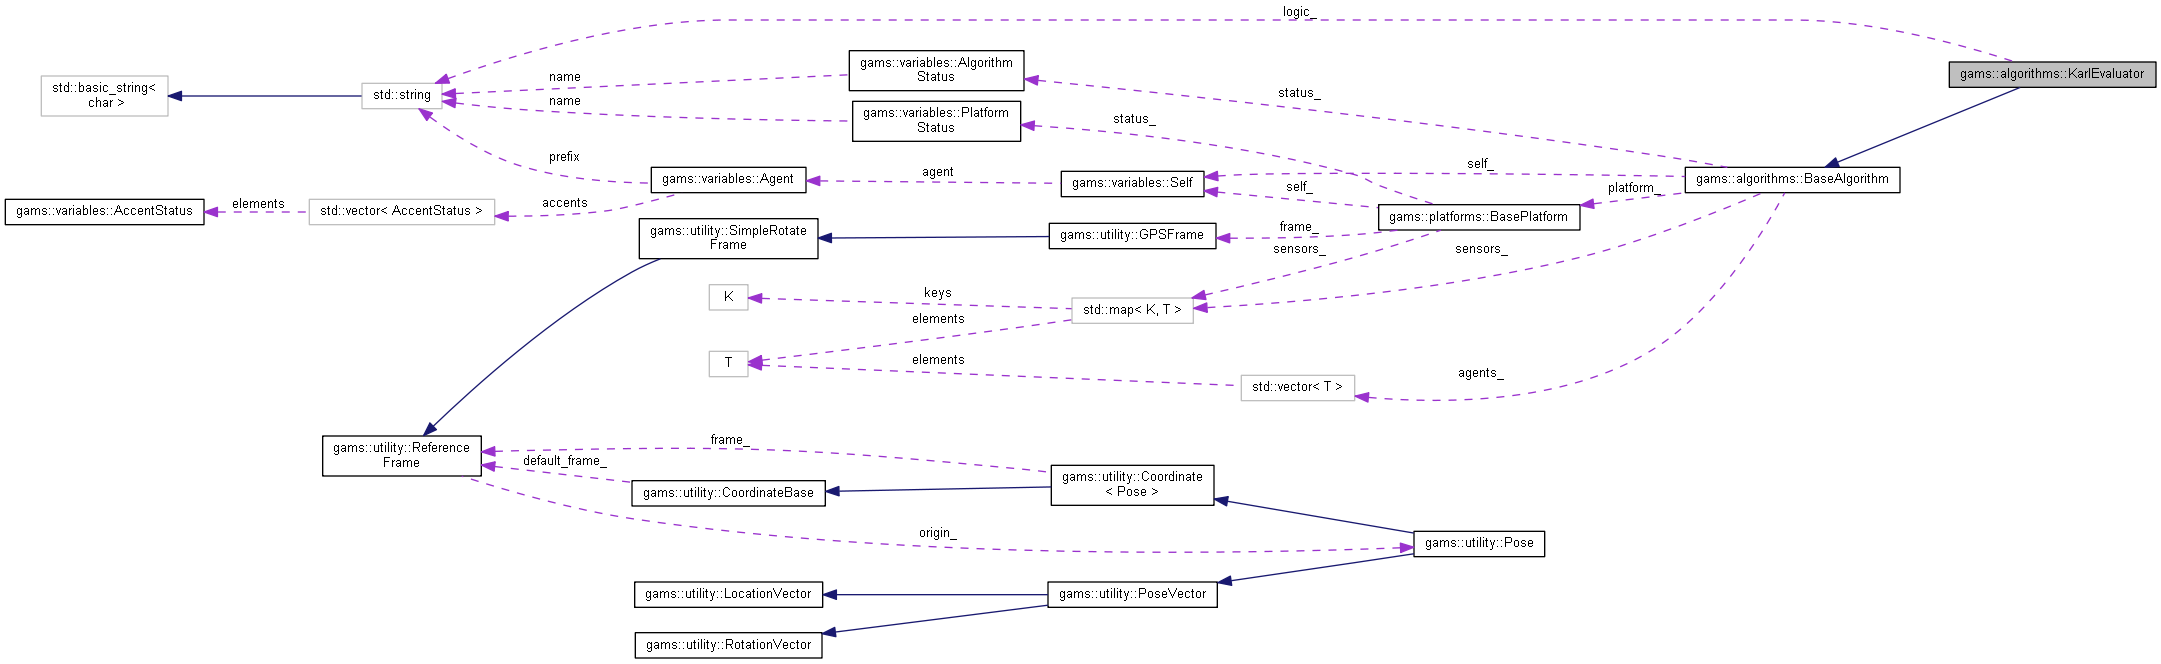 logic_
gams::algorithms::KarlEvaluator
std::basic_string<
char >
std::string
name
name
gams::variables::Algorithm
Status
gams::variables::Platform
Status
status_
status_
prefix
gams::variables::Agent
agent
gams::variables::Self
self_
self_
platform_
gams::algorithms::BaseAlgorithm
gams::variables::AccentStatus
elements
std::vector< AccentStatus >
accents
gams::platforms::BasePlatform
gams::utility::SimpleRotate
Frame
gams::utility::GPSFrame
frame_
sensors_
sensors_
K
keys
std::map< K, T >
elements
T
elements
std::vector< T >
agents_
gams::utility::Reference
Frame
frame_
default_frame_
gams::utility::CoordinateBase
gams::utility::Coordinate
< Pose >
origin_
gams::utility::Pose
gams::utility::LocationVector
gams::utility::PoseVector
gams::utility::RotationVector